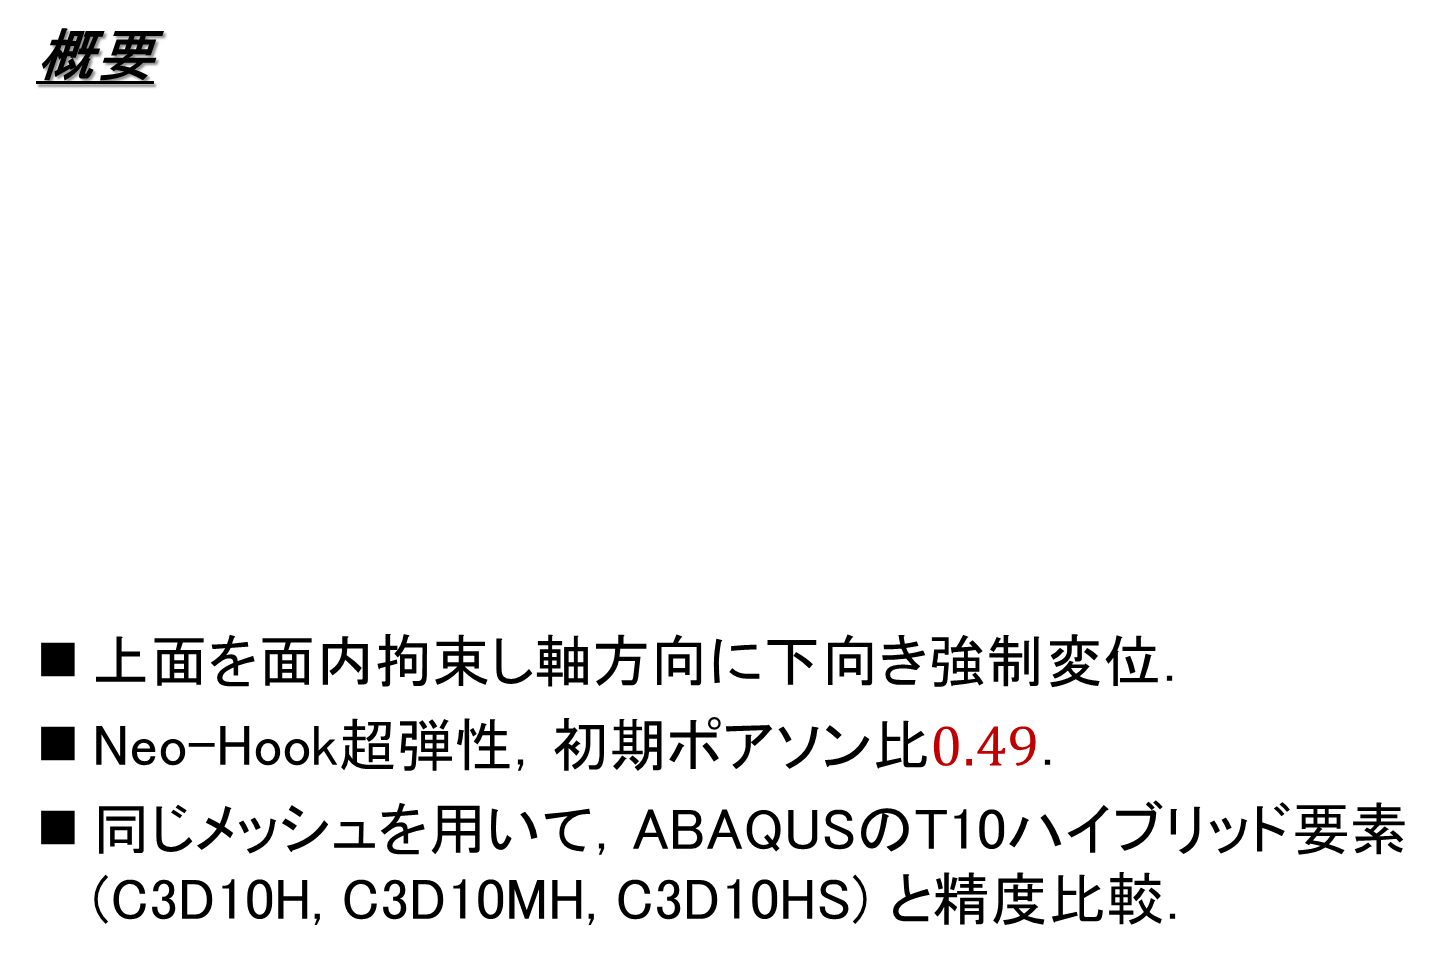 概要
■ 上面を面内拘束し軸方向に下向き強制変位．
■ Neo-Hook超弾性，初期ポアソン比0.49．
■ 同じメッシュを用いて，ABAQUSのT10ハイブリッド要素
(C3D10H, C3D10MH, C3D10HS) と精度比較．